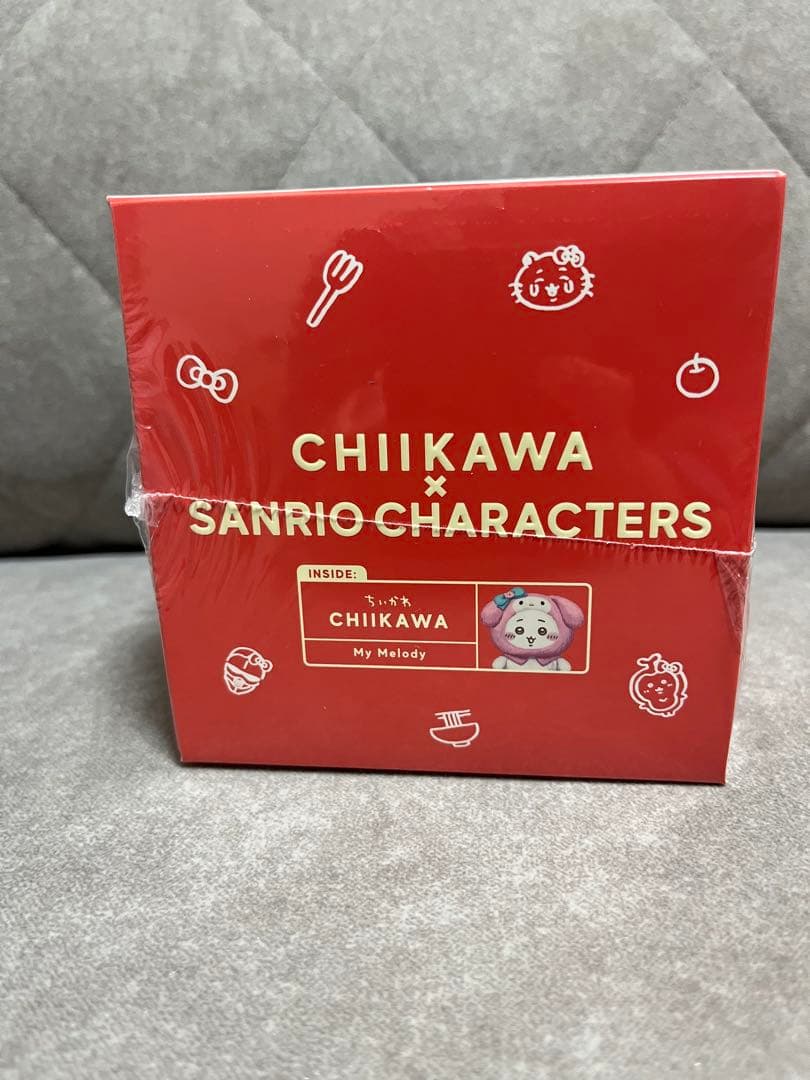 CHIIKAWA
×
SANRIO CHARACTERS
INSIDE:
ちいかわ
CHIIKAWA
My Melody